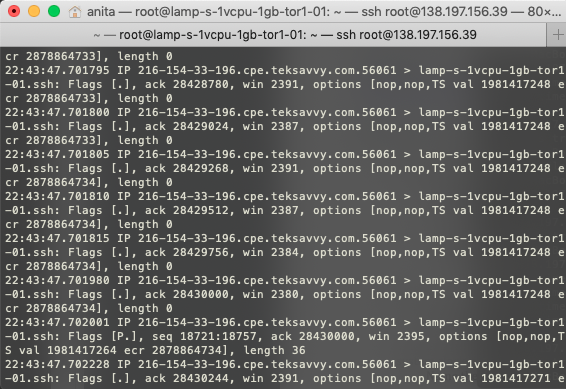 anita — root@lamp-s-1vcpu-1gb-tor1-01: ~ — ssh root@138.197.156.39 — 80×...
~ — root@lamp-s-1vcpu-1gb-tor1-01: ~ — ssh root@138.197.156.39
+
cr 2878864733], length 0
22:43:47.701795 IP 216-154-33-196.cpe.teksavvy.com.56061 > lamp-s-1vcpu-1gb-tor1
-01.ssh: Flags [.], ack 28428780, win 2391, options [nop,nop,TS val 1981417248 e
cr 2878864733], length 0
22:43:47.701800 IP 216-154-33-196.cpe.teksavvy.com.56061 > lamp-s-1vcpu-1gb-tor1
-01.ssh: Flags [.], ack 28429024, win 2387, options [nop,nop,TS val 1981417248 e
cr 2878864733], length 0
22:43:47.701805 IP 216-154-33-196.cpe.teksavvy.com.56061 > lamp-s-1vcpu-1gb-tor1
-01.ssh: Flags [.], ack 28429268, win 2391, options [nop,nop,TS val 1981417248 e
cr 2878864734], length 0
22:43:47.701810 IP 216-154-33-196.cpe.teksavvy.com.56061 > lamp-s-1vcpu-1gb-tor1
-01.ssh: Flags [.], ack 28429512, win 2387, options [nop,nop,TS val 1981417248 e
cr 2878864734], length 0
22:43:47.701815 IP 216-154-33-196.cpe.teksavvy.com.56061 > lamp-s-1vcpu-1gb-tor1
-01.ssh: Flags [.], ack 28429756, win 2384, options [nop,nop,TS val 1981417248 e
cr 2878864734], length 0
22:43:47.701980 IP 216-154-33-196.cpe.teksavvy.com.56061 > lamp-s-1vcpu-1gb-tor1
-01.ssh: Flags [.], ack 28430000, win 2380, options [nop,nop,TS val 1981417248 e
cr 2878864734], length 0
22:43:47.702001 IP 216-154-33-196.cpe.teksavvy.com.56061 > lamp-s-1vcpu-1gb-tor1
-01.ssh: Flags [P.], seq 18721:18757, ack 28430000, win 2395, options [nop,nop,T
S val 1981417264 ecr 2878864734], length 36
22:43:47.702228 IP 216-154-33-196.cpe.teksavvy.com.56061 > lamp-s-1vcpu-1gb-tor1
-01.ssh: Flags [.], ack 28430244, win 2391, options [nop,nop,TS val 1981417271 e